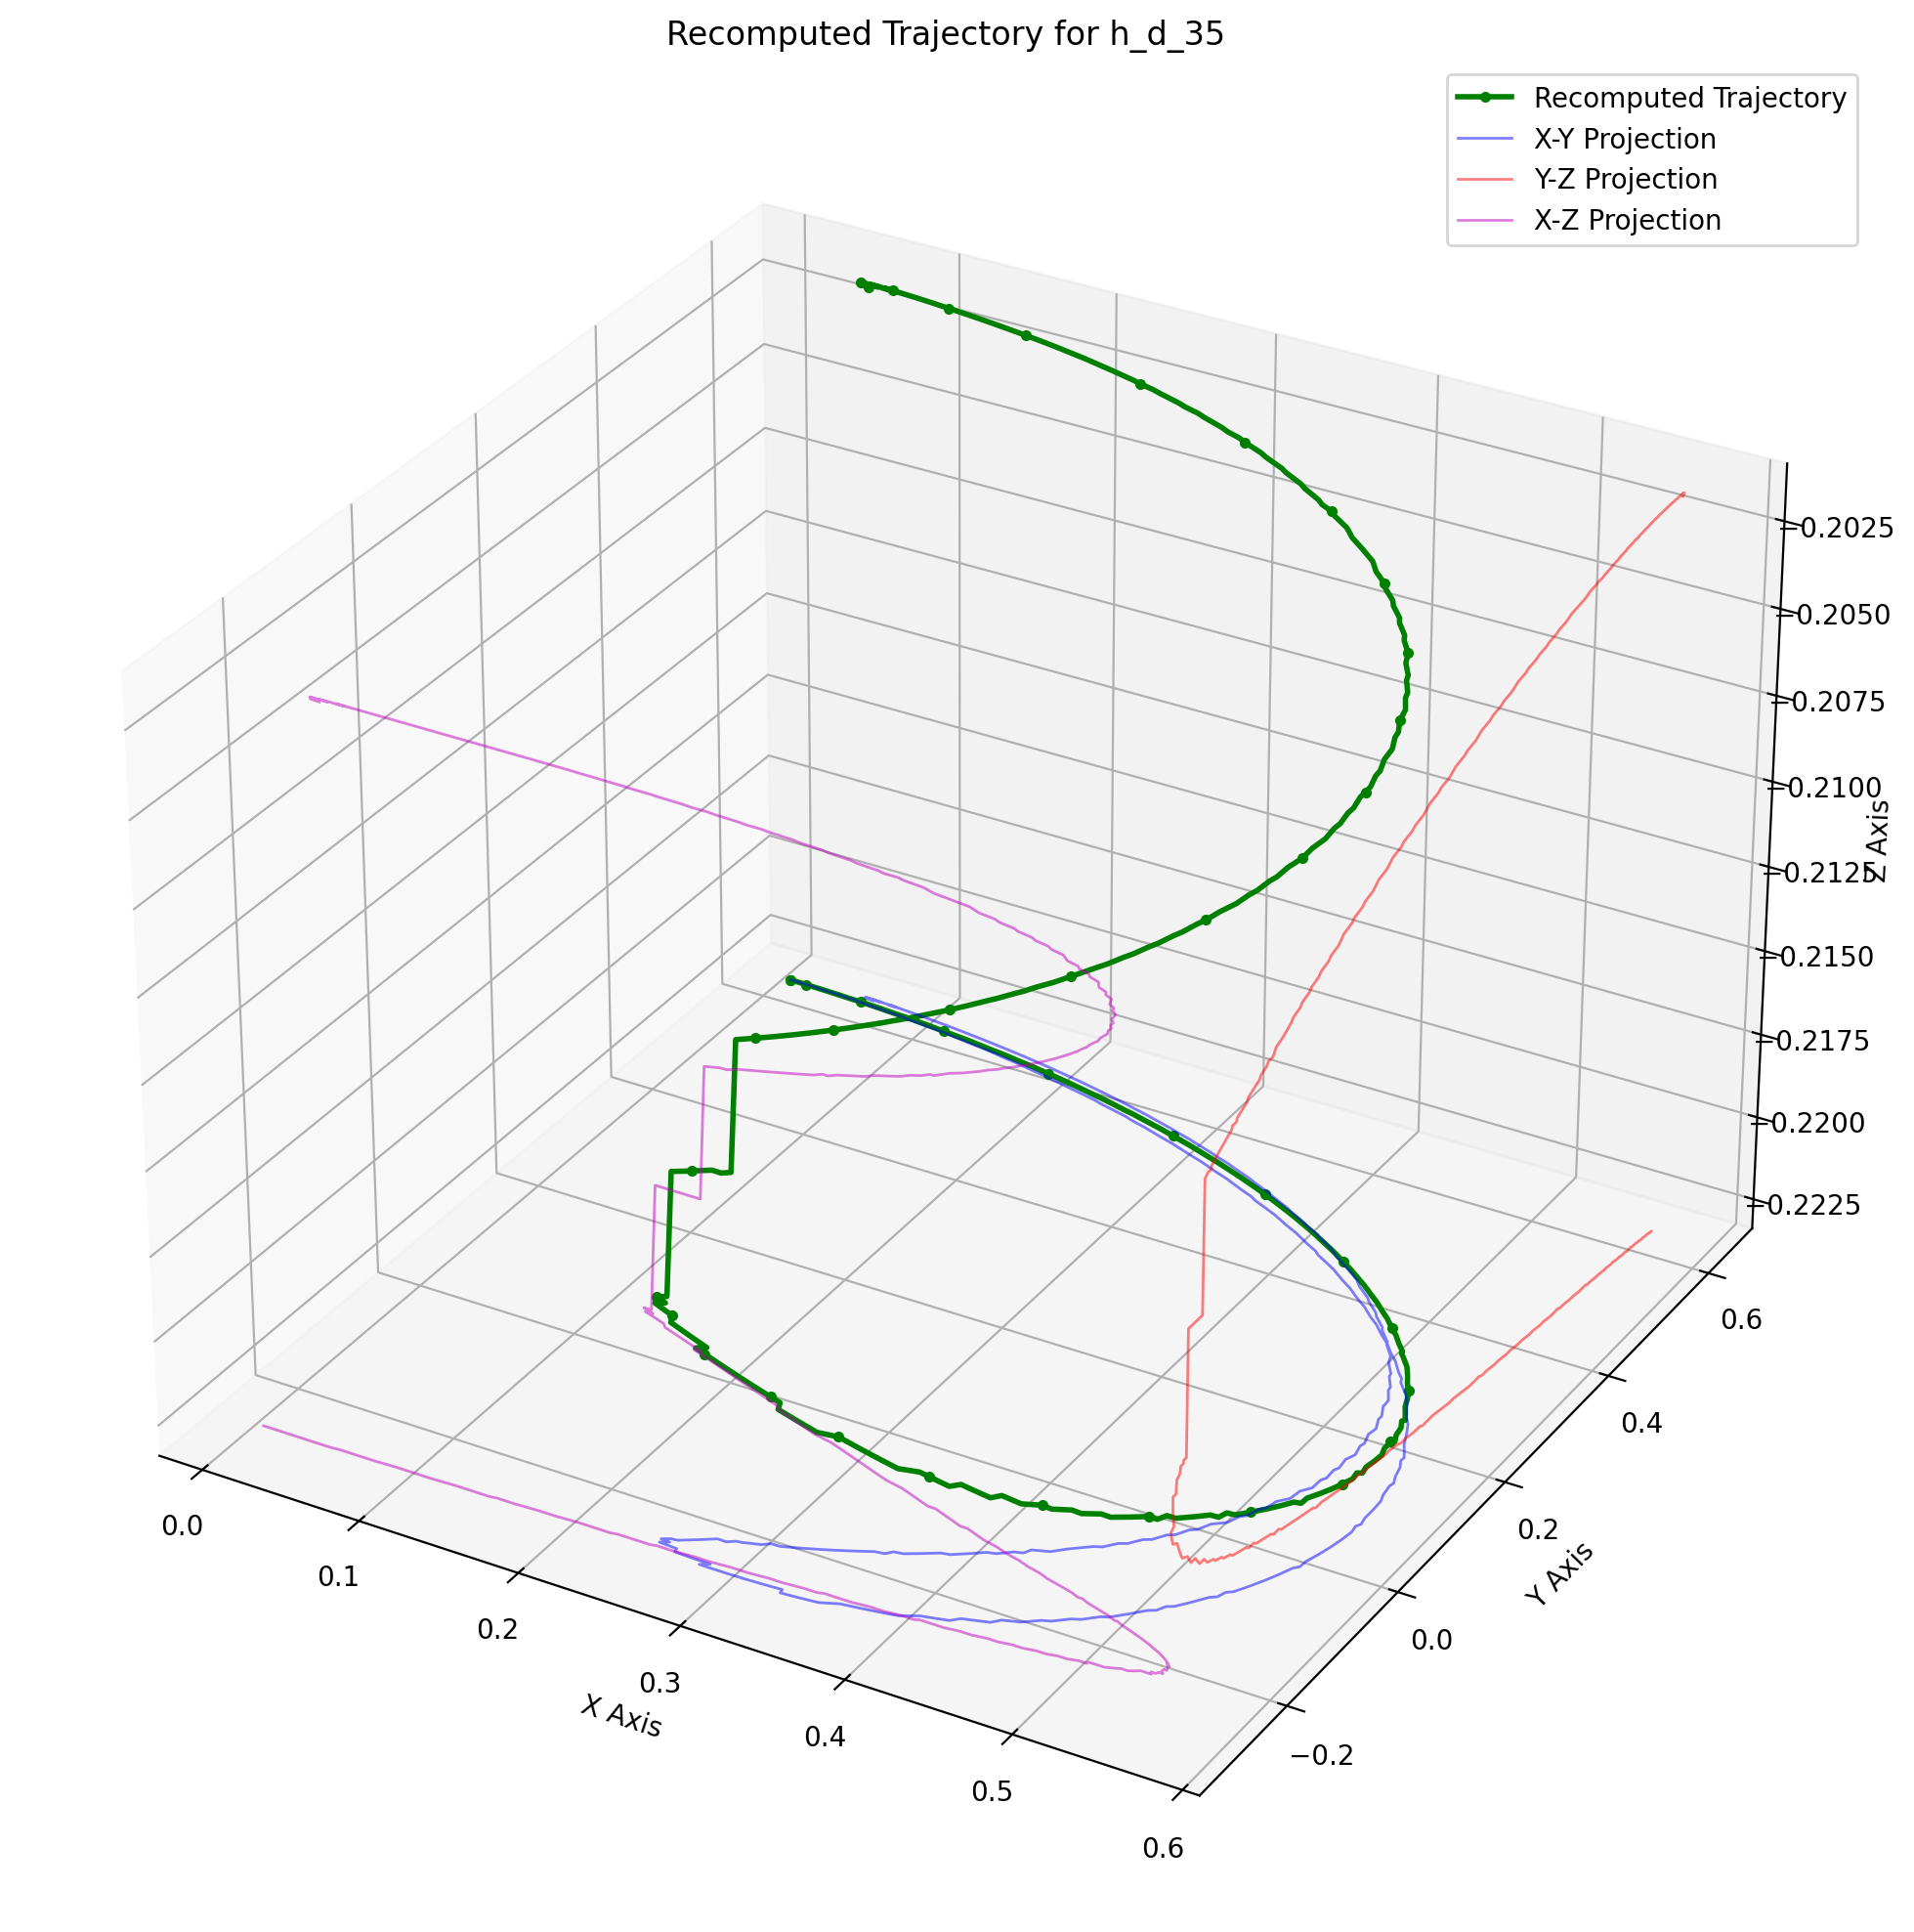 Recomputed Trajectory for h_d_35
Recomputed Trajectory
X-Y Projection
Y-Z Projection
X-Z Projection
−0.2025
−0.2050
−0.2075
−0.2100
−0.2125
−0.2150
−0.2175
−0.2200
−0.2225
Z Axis
0.6
0.4
0.2
0.0
−0.2
Y Axis
0.0
0.1
0.2
0.3
0.4
0.5
0.6
X Axis